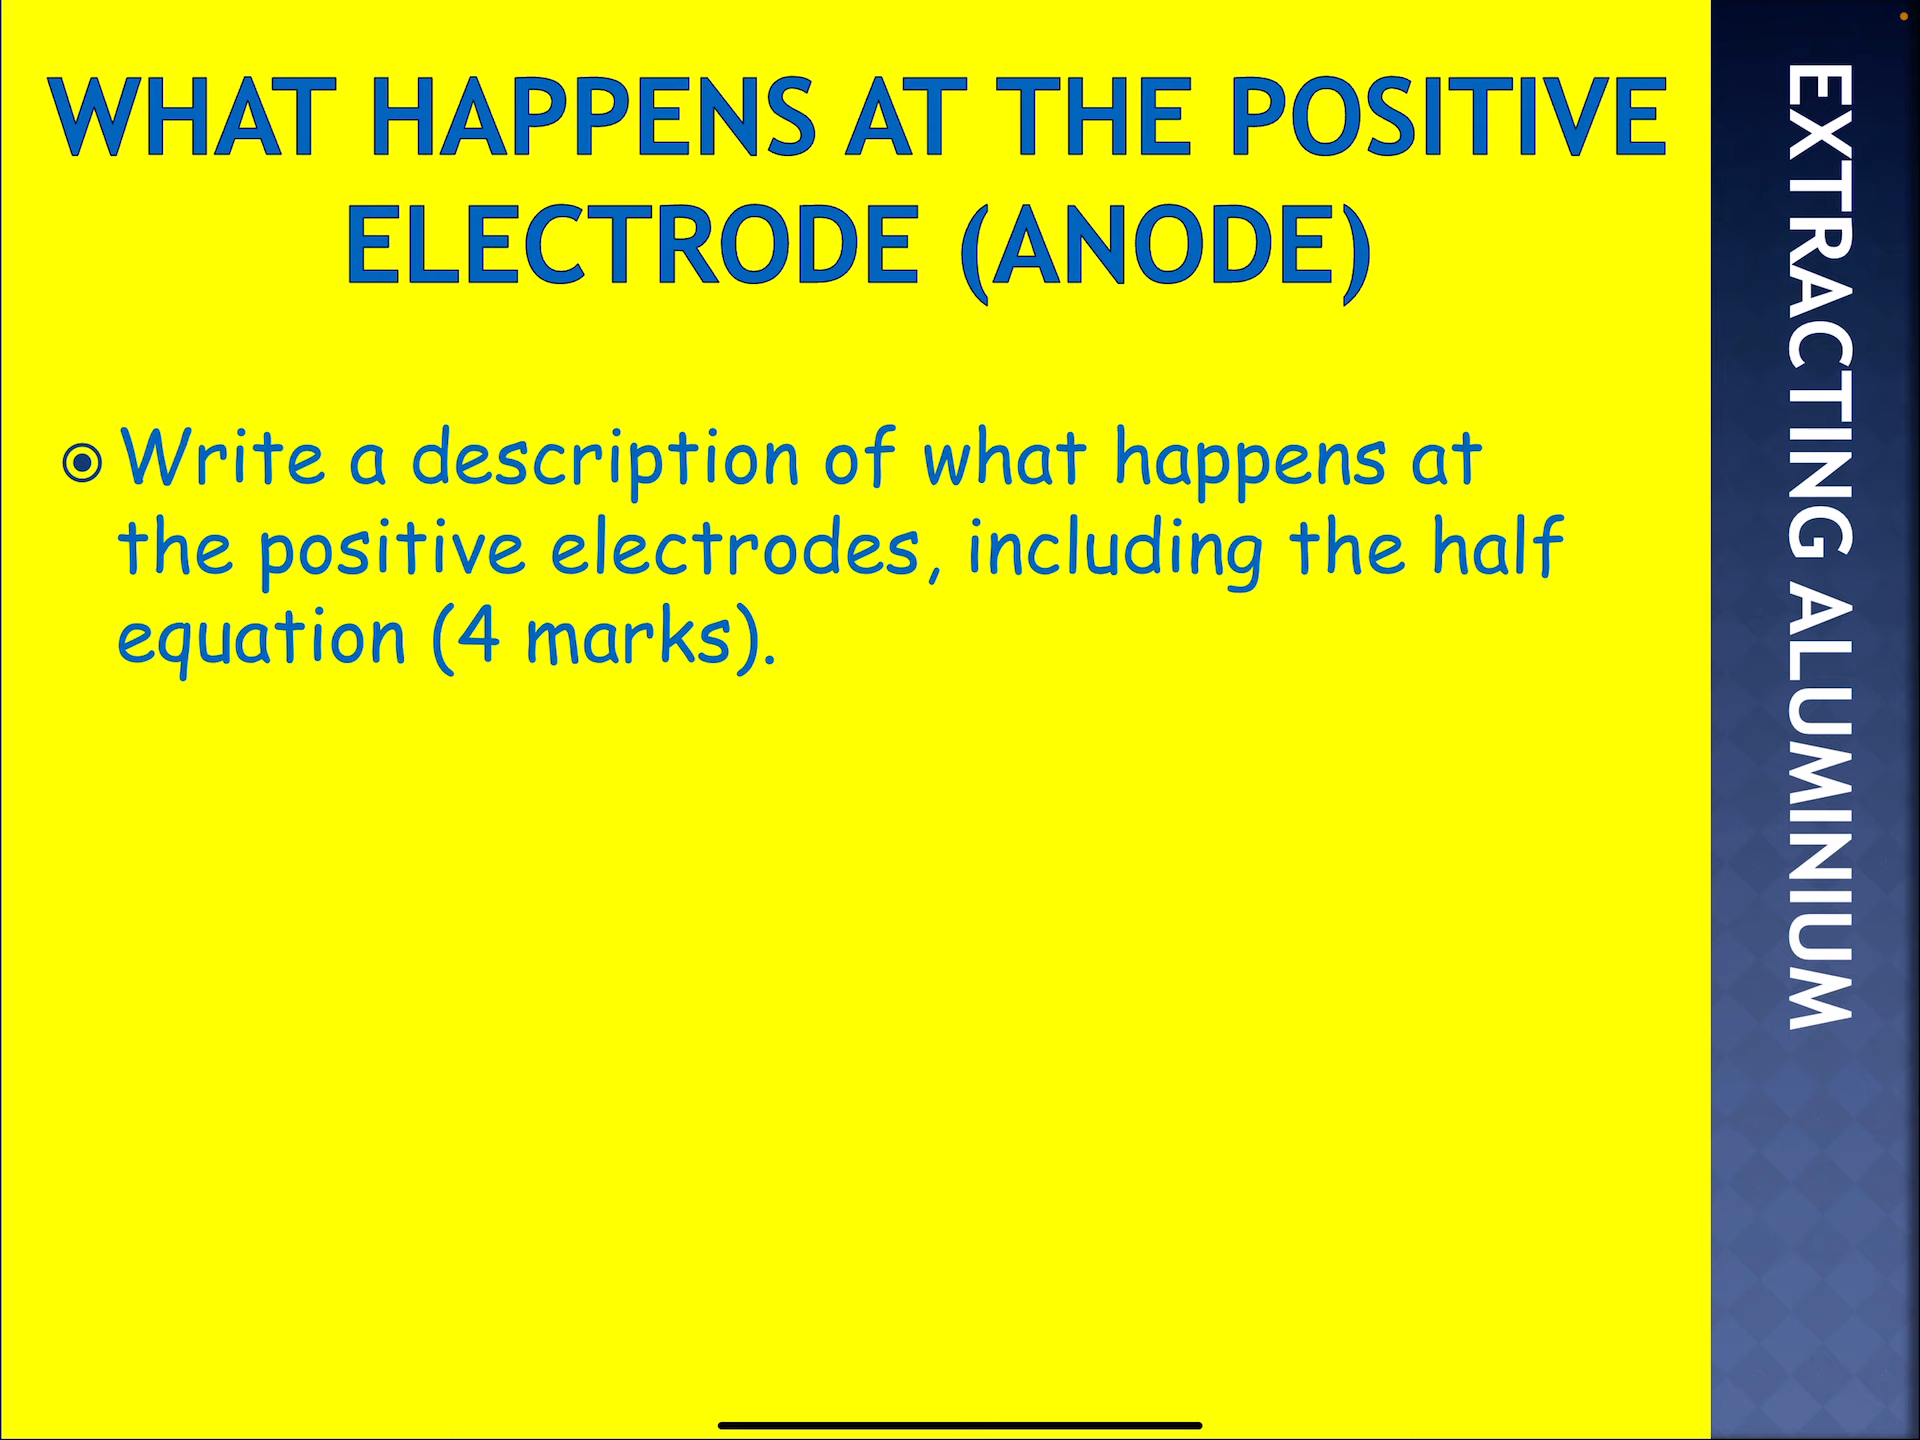 WHAT HAPPENS AT THE POSITIVE
ELECTRODE (ANODE)
Write a description of what happens at
the positive electrodes, including the half
equation (4 marks).
EXTRACTING ALUMINIUM